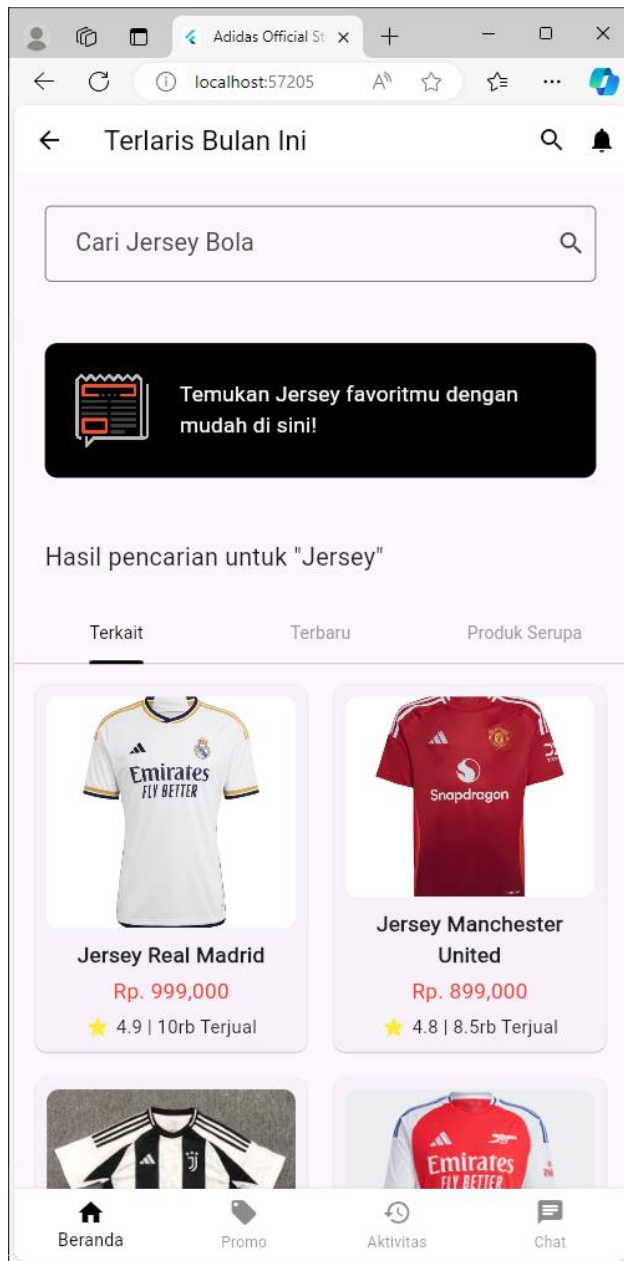 Adidas Official St
localhost:57205
Terlaris Bulan Ini
Cari Jersey Bola
Temukan Jersey favoritmu dengan
mudah di sini!
Hasil pencarian untuk "Jersey"
Terkait
Terbaru
Produk Serupa
Emirates
FLY BETTER
Jersey Real Madrid
Rp. 999,000
4.9 | 10rb Terjual
Snapdragon
Jersey Manchester
United
Rp. 899,000
4.8 | 8.5rb Terjual
Emirates
FLY BETTER
Beranda
Promo
Aktivitas
Chat